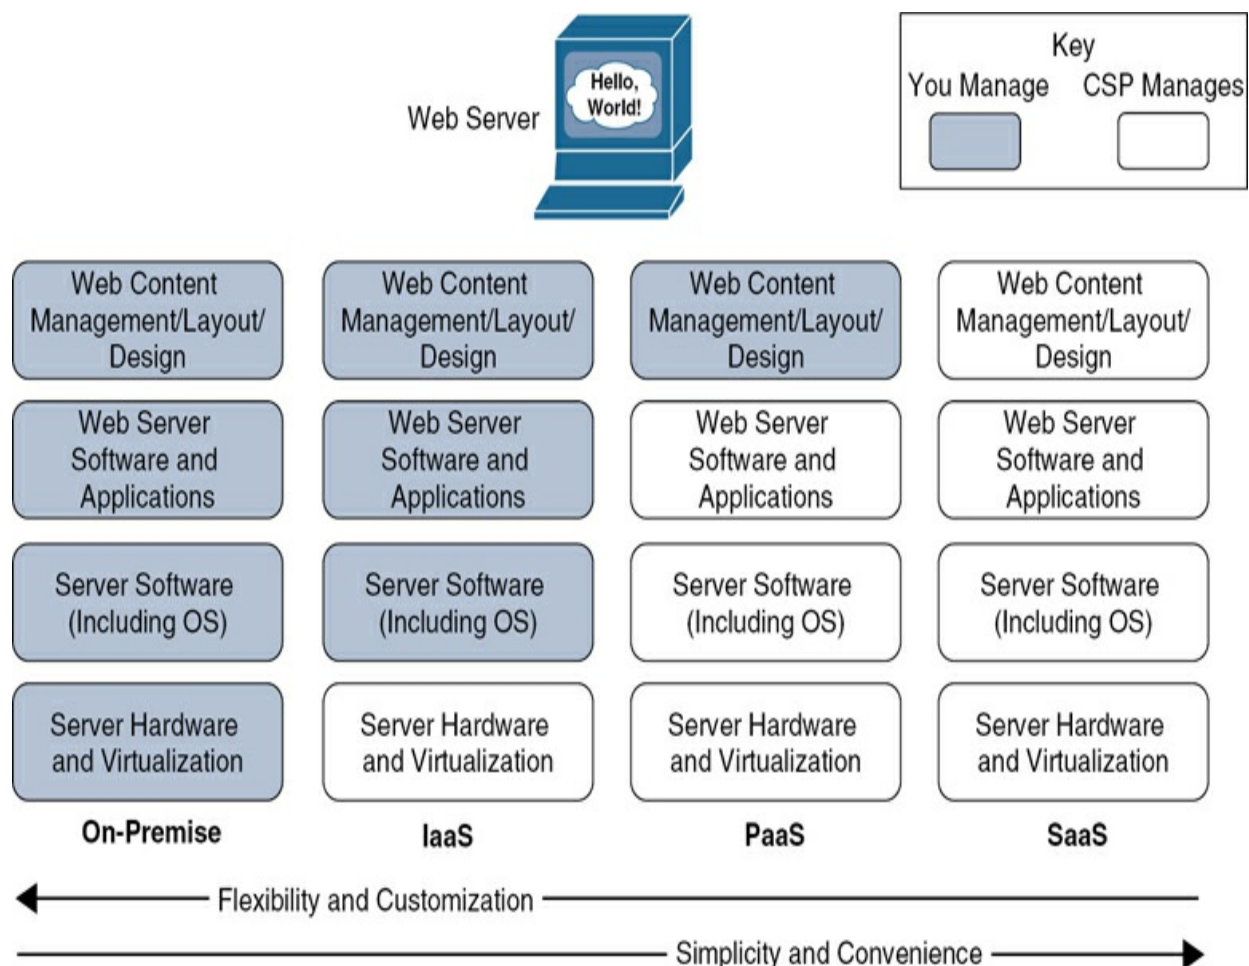 Hello,
World!
Web Server
Key
You Manage
CSP Manages
Web Content
Management/Layout/
Design
Web Content
Management/Layout/
Design
Web Content
Management/Layout/
Design
Web Content
Management/Layout/
Design
Web Server
Software and
Applications
Web Server
Software and
Applications
Web Server
Software and
Applications
Web Server
Software and
Applications
Server Software
(Including OS)
Server Software
(Including OS)
Server Software
(Including OS)
Server Software
(Including OS)
Server Hardware
and Virtualization
Server Hardware
and Virtualization
Server Hardware
and Virtualization
Server Hardware
and Virtualization
On-Premise
IaaS
PaaS
SaaS
Flexibility and Customization
Simplicity and Convenience